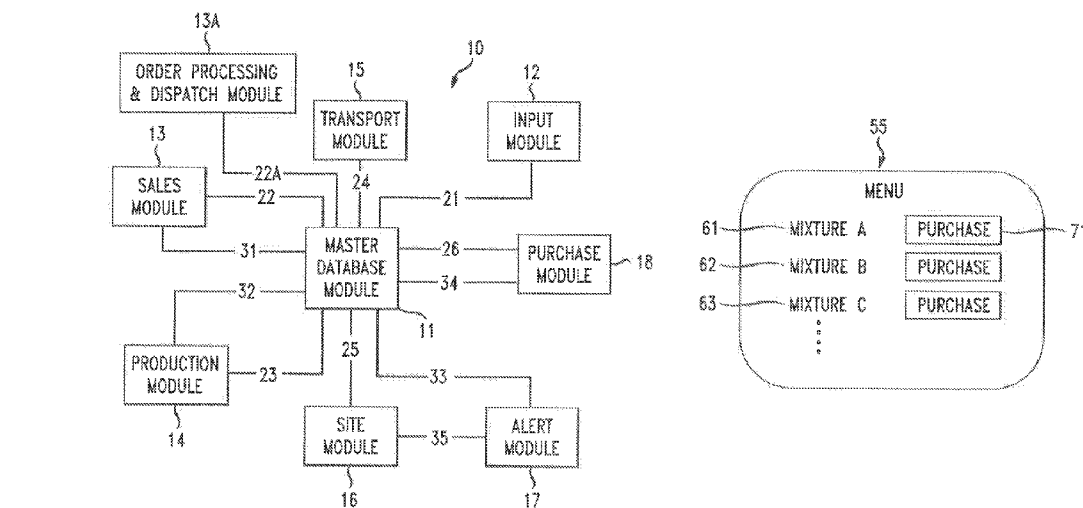 13A
ORDER PROCESSING
& DISPATCH MODULE
10
15
TRANSPORT
MODULE
12
INPUT
MODULE
13
SALES
MODULE
22A
22
24
21
31
MASTER
DATABASE
MODULE
26
34
PURCHASE
MODULE
18
11
32
PRODUCTION
MODULE
23
14
25
33
SITE
MODULE
35
ALERT
MODULE
16
17
55
MENU
61 MIXTURE A PURCHASE
62 MIXTURE B PURCHASE
63 MIXTURE C PURCHASE